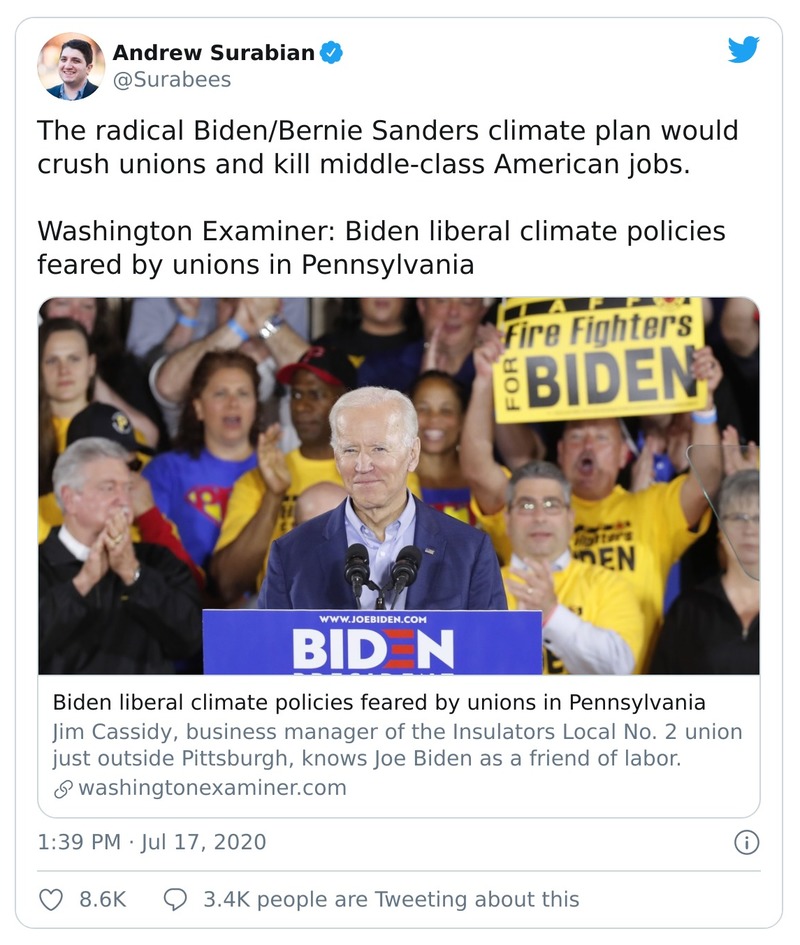 Andrew Surabian
@Surabees
The radical Biden/Bernie Sanders climate plan would
crush unions and kill middle-class American jobs.
Washington Examiner: Biden liberal climate policies
feared by unions in Pennsylvania
IAFF
Fire Fighters
FOR
BIDEN
WWW.JOEBIDEN.COM
BIDEN
PRESIDENT
Biden liberal climate policies feared by unions in Pennsylvania
Jim Cassidy, business manager of the Insulators Local No. 2 union
just outside Pittsburgh, knows Joe Biden as a friend of labor.
washingtonexaminer.com
1:39 PM · Jul 17, 2020
8.6K
3.4K people are Tweeting about this